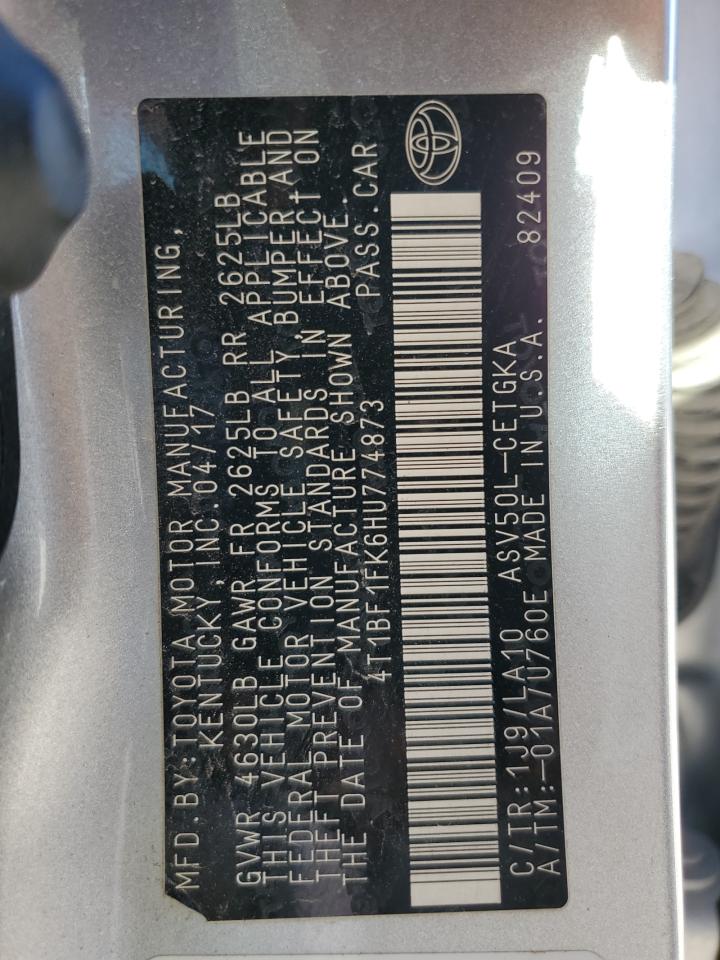 MFD.BY:TOYOTA MOTOR MANUFACTURING,
KENTUCKY, INC.04/17
GVWR 4630LB GAWR FR 2625LB RR 2625LB
THIS VEHICLE CONFORMS TO ALL APPLICABLE
FEDERAL MOTOR VEHICLE SAFETY, BUMPER, AND
THEFT PREVENTION STANDARDS IN EFFECT ON
THE DATE OF MANUFACTURE SHOWN ABOVE.
4T1BF1FK6HU774873 PASS.CAR
C/TR:1J9/LA10 ASV50L-CETGKA
A/TM:-01A/U760E MADE IN U.S.A. 82409